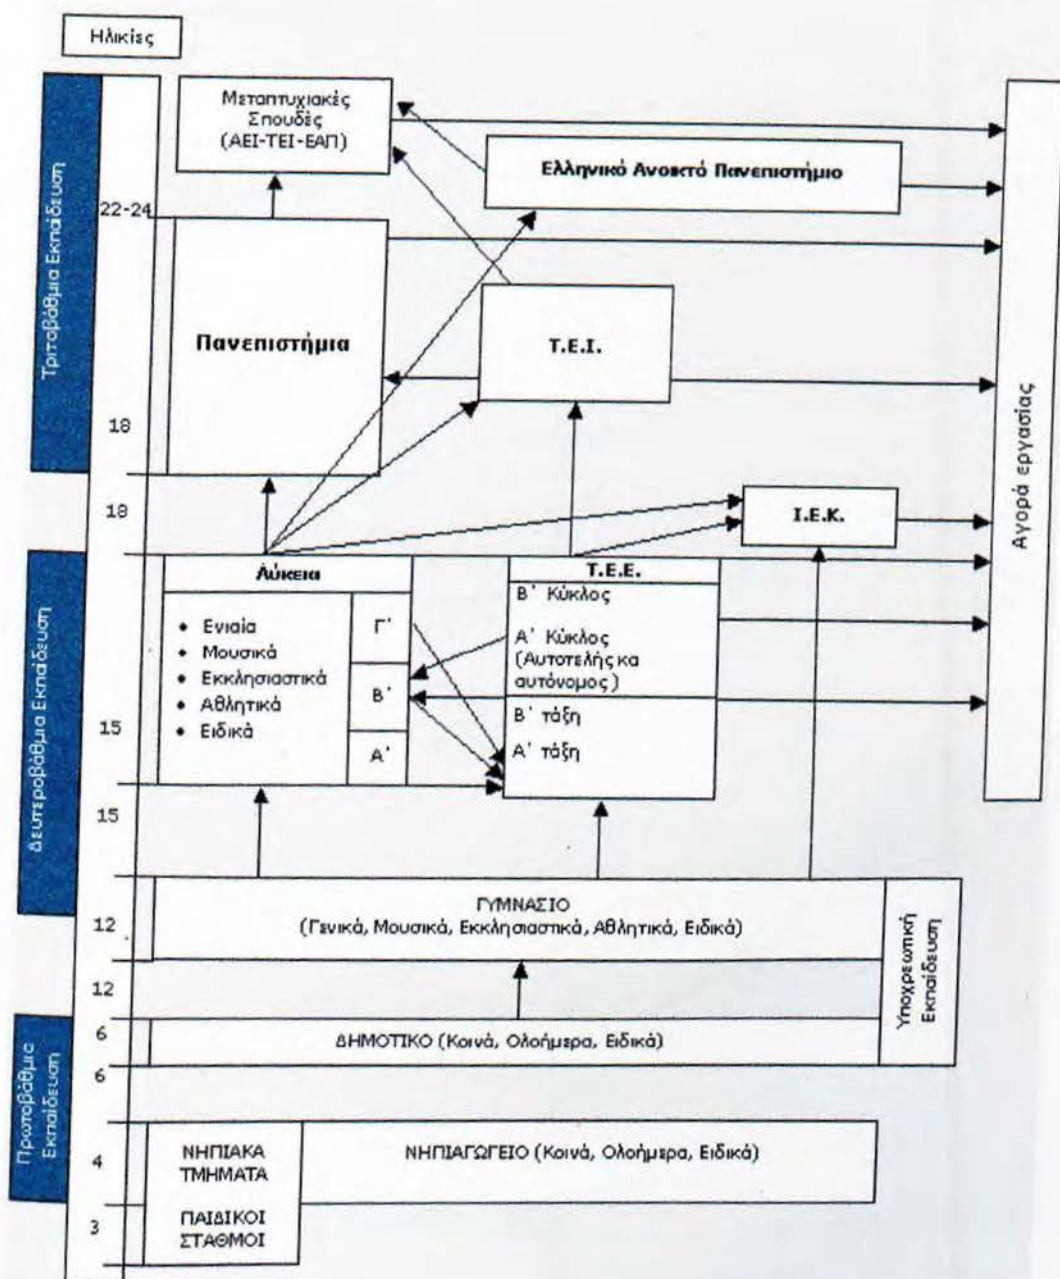 Ηλικίες
Τριτοβάθμια Εκπαίδευση
22-24
18
18
Μεταπτυχιακές
Σπουδές
(ΑΕΙ-ΤΕΙ-ΕΑΠ)
Ελληνικό Ανοικτό Πανεπιστήμιο
Πανεπιστήμια
Τ.Ε.Ι.
Ι.Ε.Κ.
Αγορά εργασίας
Δευτεροβάθμια Εκπαίδευση
15
15
12
12
Λύκεια
• Ενιαία
• Μουσικά
• Εκκλησιαστικά
• Αθλητικά
• Ειδικά
Γ'
Β'
Α'
Τ.Ε.Ε.
Β' Κύκλος
Α' Κύκλος
(Αυτοτελής κα
αυτόνομος)
Β' τάξη
Α' τάξη
ΓΥΜΝΑΣΙΟ
(Γενικά, Μουσικά, Εκκλησιαστικά, Αθλητικά, Ειδικά)
Υποχρεωτική
Εκπαίδευση
Πρωτοβάθμια
Εκπαίδευση
6
6
4
3
ΔΗΜΟΤΙΚΟ (Κοινά, Ολοήμερα, Ειδικά)
ΝΗΠΙΑΚΑ
ΤΜΗΜΑΤΑ
ΠΑΙΔΙΚΟΙ
ΣΤΑΘΜΟΙ
ΝΗΠΙΑΓΩΓΕΙΟ (Κοινά, Ολοήμερα, Ειδικά)